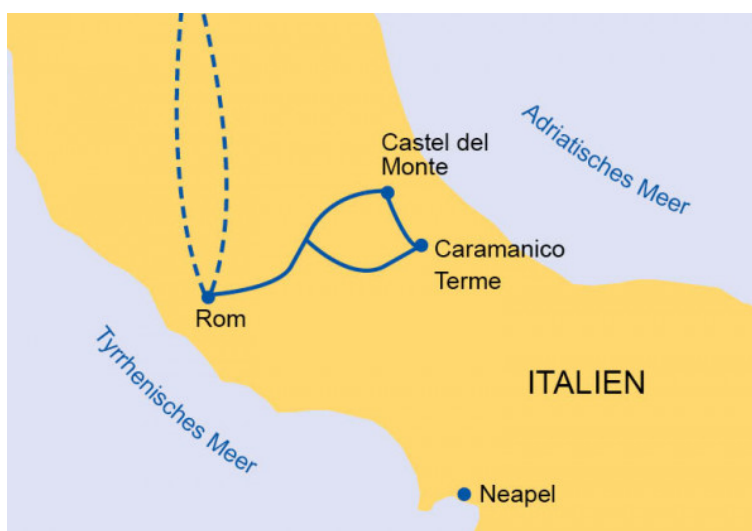 Adriatisches Meer
Castel del
Monte
Caramanico
Terme
Rom
Tyrrhenisches Meer
ITALIEN
Neapel